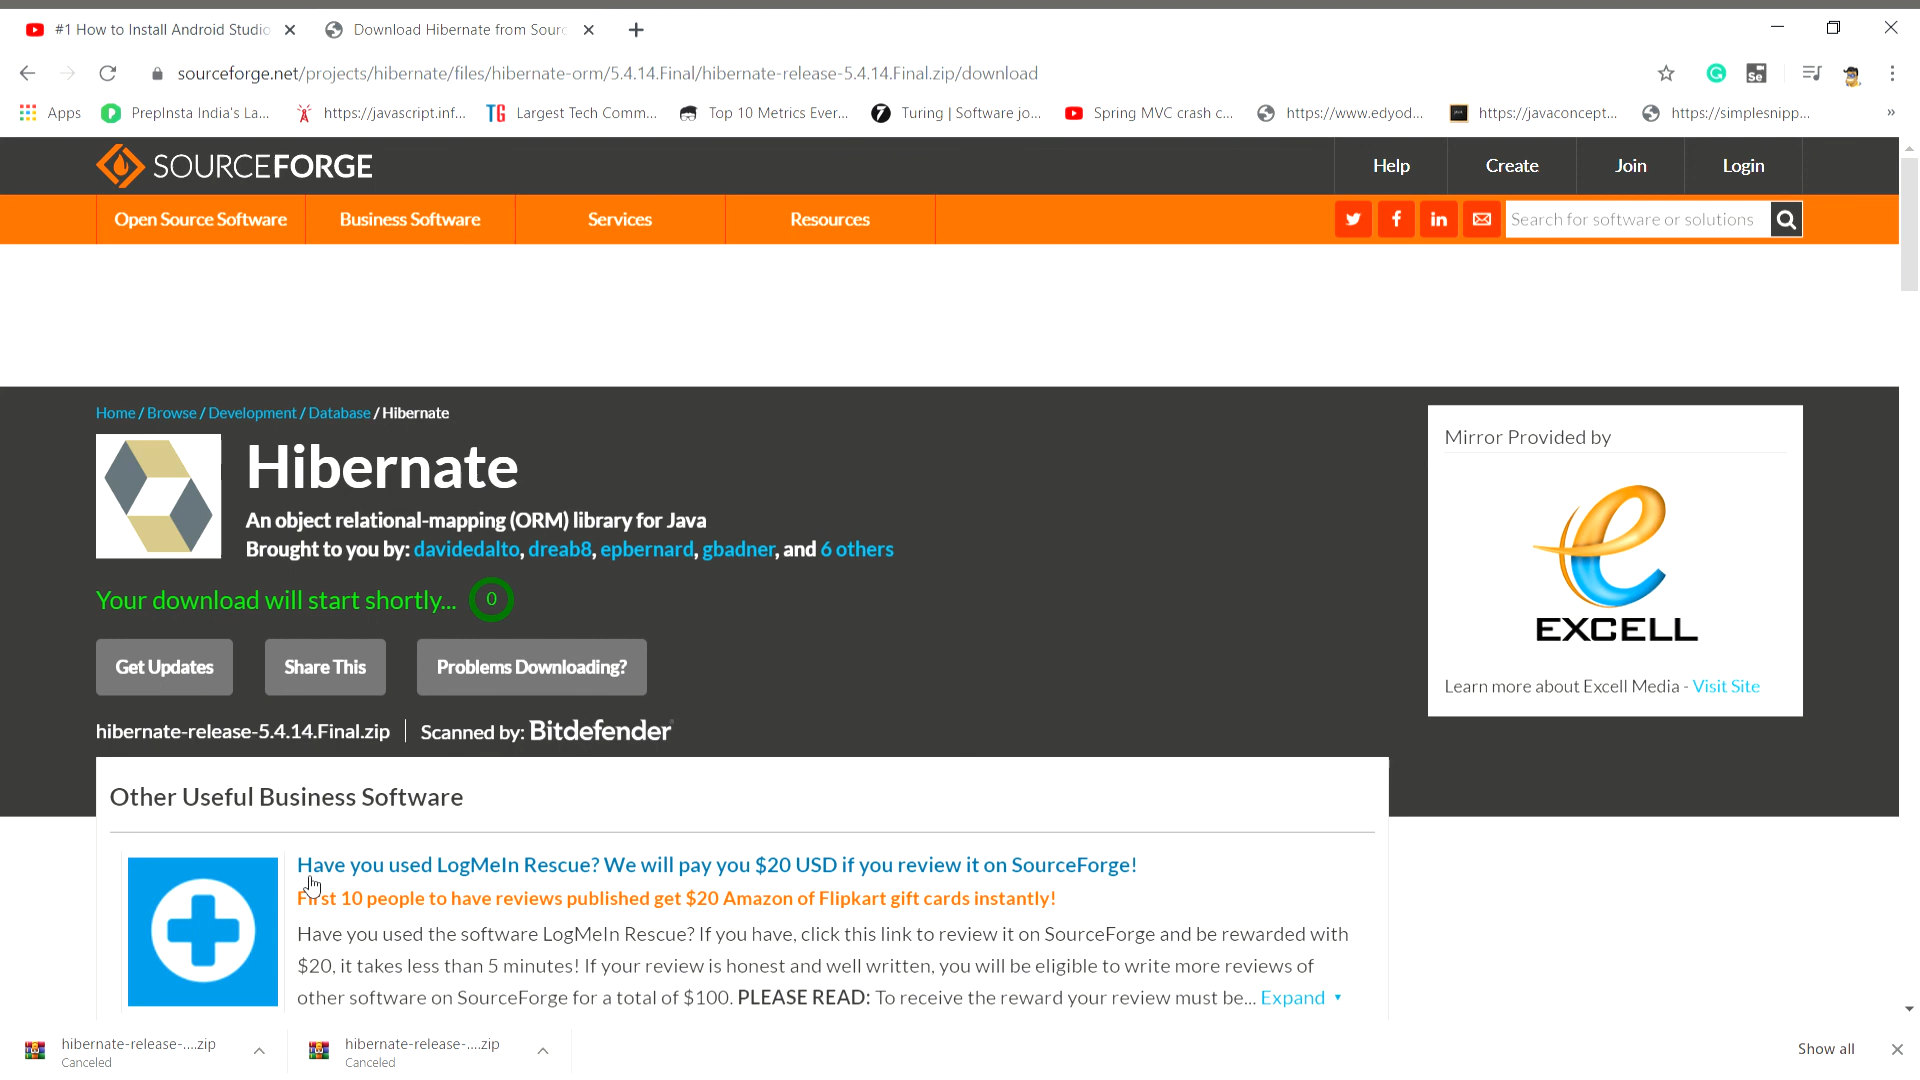 #1 How to Install Android Studio
Download Hibernate from Sourc
sourceforge.net/projects/hibernate/files/hibernate-orm/5.4.14.Final/hibernate-release-5.4.14.Final.zip/download
Apps
PrepInsta India's La...
https://javascript.inf...
TG Largest Tech Comm...
Top 10 Metrics Ever...
Turing | Software jo...
Spring MVC crash c...
https://www.edyod...
https://javaconcept...
https://simplesnipp...
»
SOURCEFORGE
Help
Create
Join
Login
Open Source Software
Business Software
Services
Resources
Search for software or solutions
Home / Browse / Development / Database / Hibernate
Hibernate
An object relational-mapping (ORM) library for Java
Brought to you by: davidedalto, dreab8, epbernard, gbadner, and 6 others
Your download will start shortly... 0
Get Updates
Share This
Problems Downloading?
hibernate-release-5.4.14.Final.zip
Scanned by: Bitdefender
Mirror Provided by
EXCELL
Learn more about Excell Media - Visit Site
Other Useful Business Software
Have you used LogMeIn Rescue? We will pay you $20 USD if you review it on SourceForge!
First 10 people to have reviews published get $20 Amazon of Flipkart gift cards instantly!
Have you used the software LogMeIn Rescue? If you have, click this link to review it on SourceForge and be rewarded with
$20, it takes less than 5 minutes! If your review is honest and well written, you will be eligible to write more reviews of
other software on SourceForge for a total of $100. PLEASE READ: To receive the reward your review must be... Expand
hibernate-release-....zip
Canceled
hibernate-release-....zip
Canceled
Show all